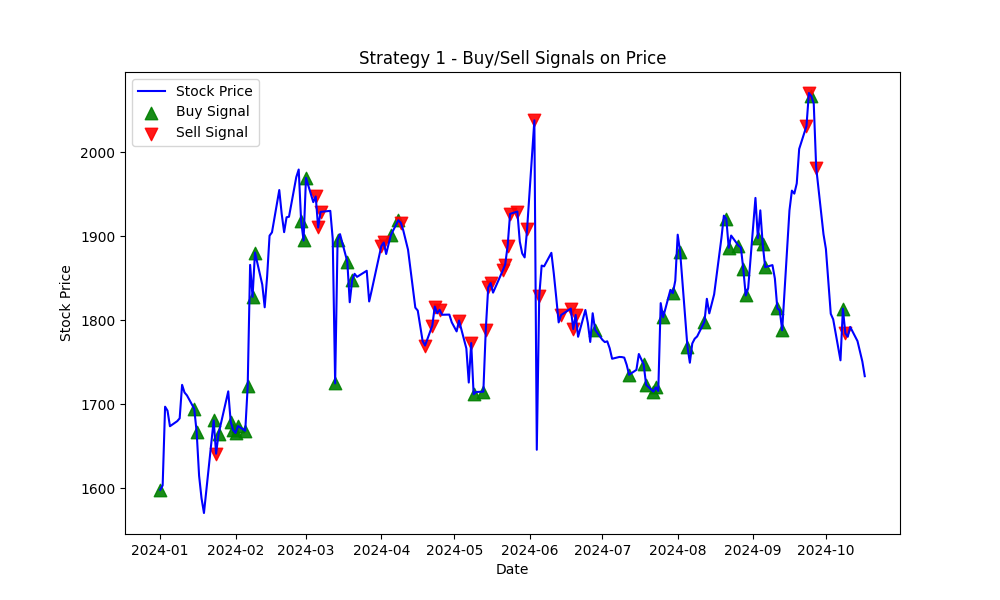 Strategy 1 - Buy/Sell Signals on Price
Stock Price
Buy Signal
Sell Signal
Stock Price
2000
1900
1800
1700
1600
2024-01 2024-02 2024-03 2024-04 2024-05 2024-06 2024-07 2024-08 2024-09 2024-10
Date